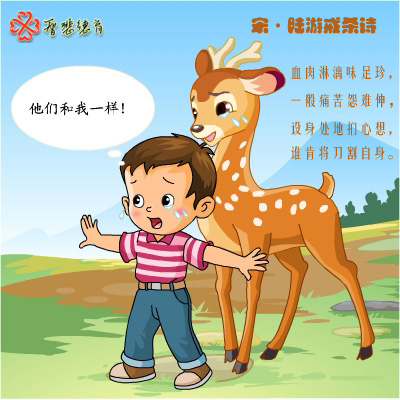 智悲德育
宋·陆游戒杀诗
血肉淋漓味足珍，
一般痛苦怨难伸，
设身处地扪心想，
谁肯将刀割自身。
他们和我一样！